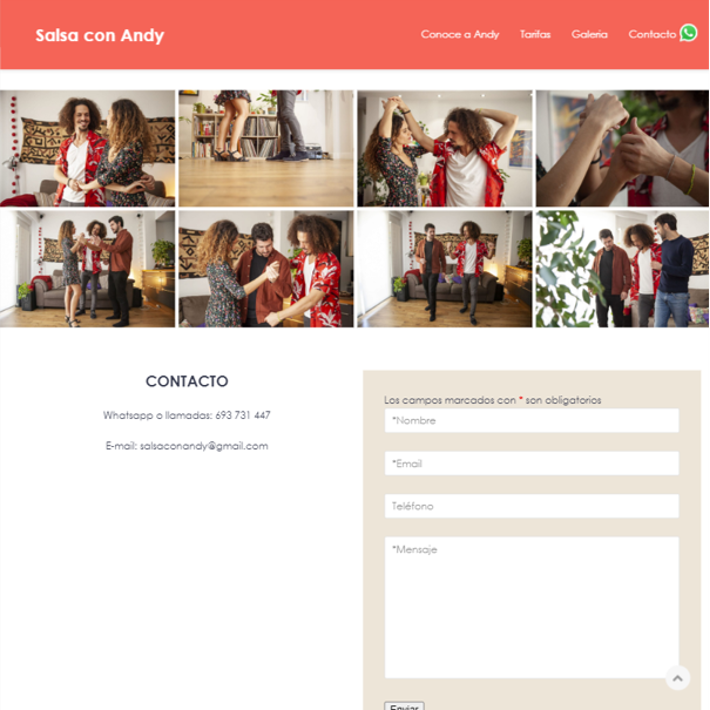 Salsa con Andy
Conoce a Andy Tarifas Galeria Contacto
CONTACTO
Whatsapp o llamadas: 693 731 447
E-mail: salsaconandy@gmail.com
Los campos marcados con * son obligatorios
*Nombre
*Email
Teléfono
*Mensaje
Enviar